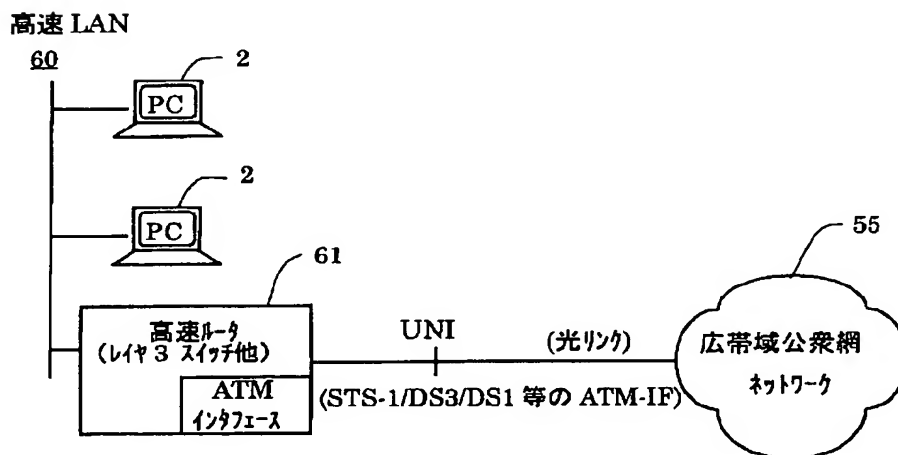 高速 LAN
60
2
PC
2
PC
61
55
高速ﾙｰﾀ
(ﾚｲﾔ 3 ｽｲｯﾁ他)
ATM
ｲﾝﾀﾌｪｰｽ
UNI
(光ﾘﾝｸ)
(STS-1/DS3/DS1 等の ATM-IF)
広帯域公衆網
ﾈｯﾄﾜｰｸ